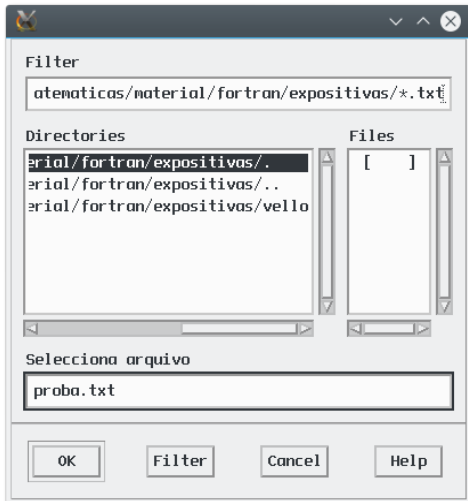 Filter
atematicas/material/fortran/expositivas/*.txt
Directories
Files
erial/fortran/expositivas/.
[ ]
erial/fortran/expositivas/..
erial/fortran/expositivas/vello
Selecciona arquivo
proba.txt
OK Filter Cancel Help